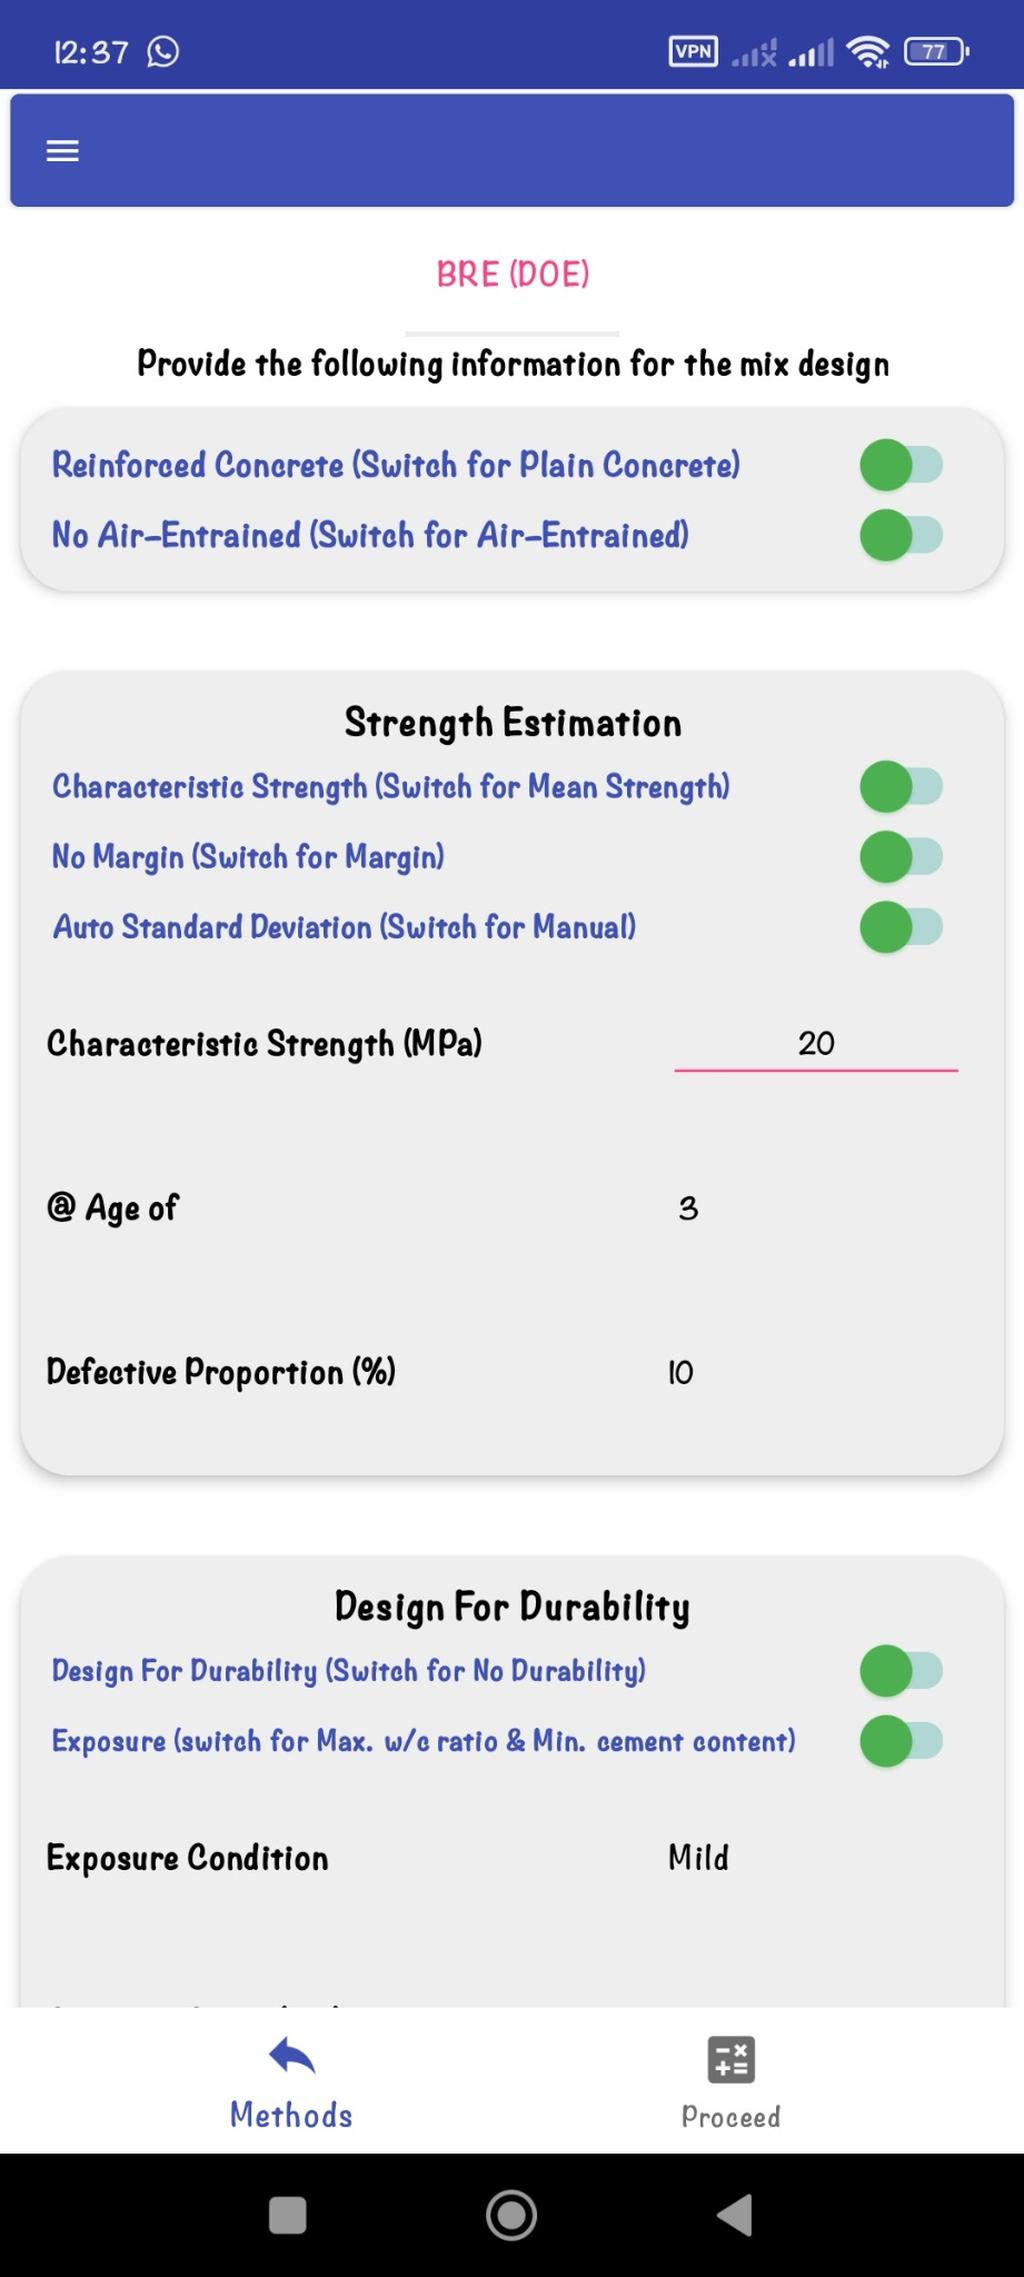 12:37
VPN
77
BRE (DOE)
Provide the following information for the mix design
Reinforced Concrete (Switch for Plain Concrete)
No Air-Entrained (Switch for Air-Entrained)
Strength Estimation
Characteristic Strength (Switch for Mean Strength)
No Margin (Switch for Margin)
Auto Standard Deviation (Switch for Manual)
Characteristic Strength (MPa) 20
@ Age of 3
Defective Proportion (%) 10
Design For Durability
Design For Durability (Switch for No Durability)
Exposure (switch for Max. w/c ratio & Min. cement content)
Exposure Condition Mild
Methods Proceed